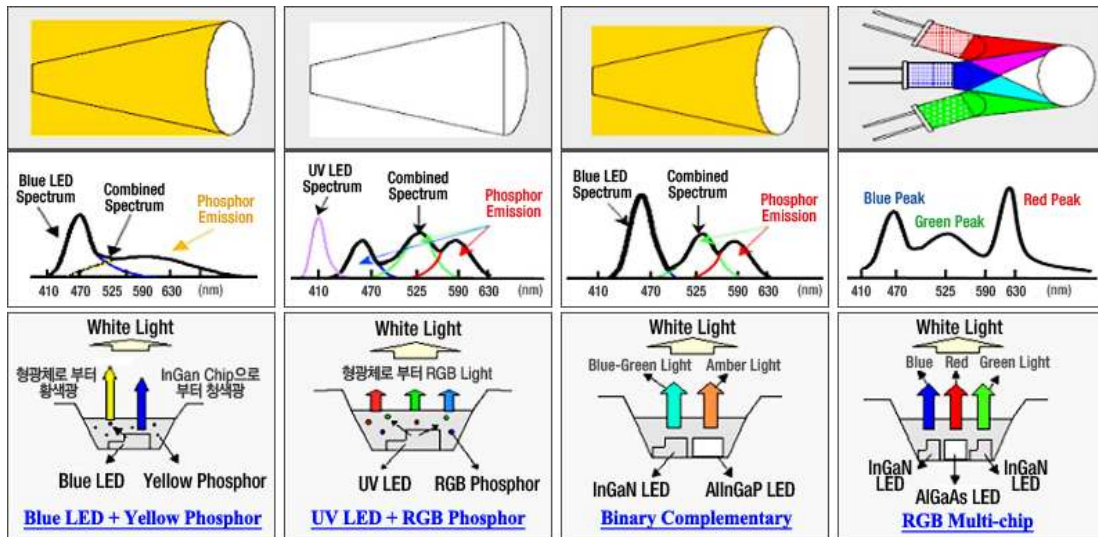 Blue LED
Spectrum
Combined
Spectrum
Phosphor
Emission
410 470 525 590 630 (nm)
UV LED
Spectrum
Combined
Spectrum
Phosphor
Emission
410 470 525 590 630 (nm)
Blue LED
Spectrum
Combined
Spectrum
Phosphor
Emission
410 470 525 590 630 (nm)
Blue Peak
Green Peak
Red Peak
410 470 525 590 630 (nm)
White Light
형광체로 부터
황색광
InGan Chip으로
부터 청색광
Blue LED Yellow Phosphor
Blue LED + Yellow Phosphor
White Light
형광체로 부터 RGB Light
UV LED RGB Phosphor
UV LED + RGB Phosphor
White Light
Blue-Green Light Amber Light
InGaN LED AlInGaP LED
Binary Complementary
White Light
Blue Red Green Light
InGaN
LED
AlGaAs LED
InGaN
LED
RGB Multi-chip